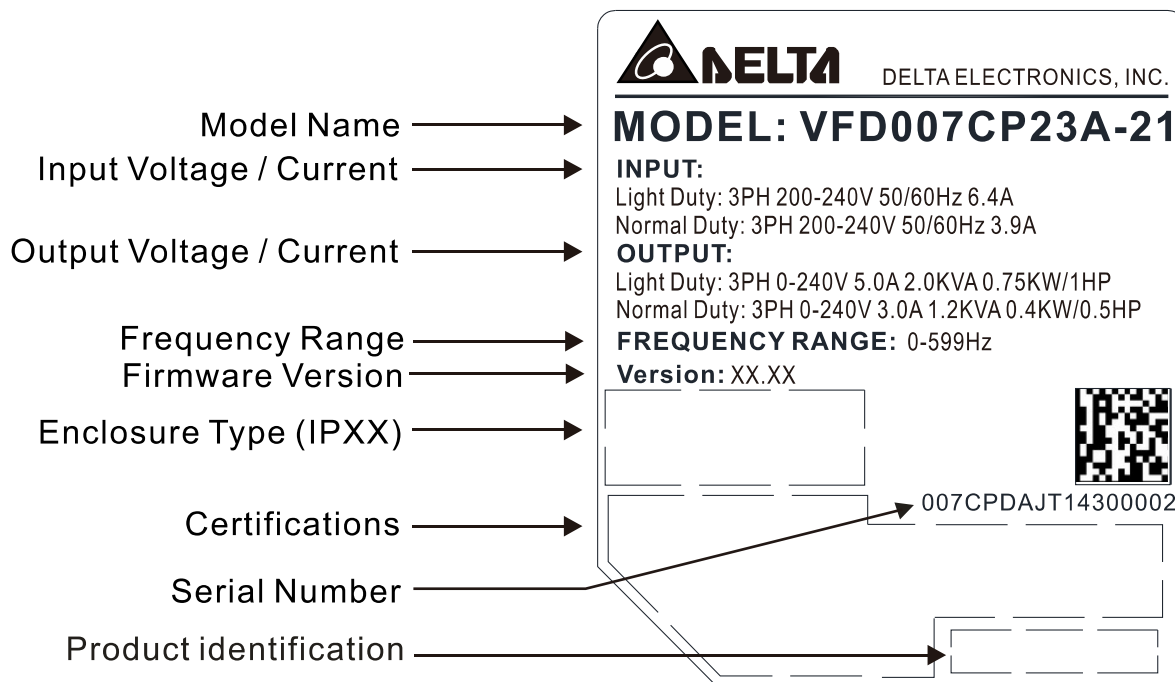 DELTA
DELTA ELECTRONICS, INC.
Model Name
MODEL: VFD007CP23A-21
Input Voltage / Current
INPUT:
Light Duty: 3PH 200-240V 50/60Hz 6.4A
Normal Duty: 3PH 200-240V 50/60Hz 3.9A
Output Voltage / Current
OUTPUT:
Light Duty: 3PH 0-240V 5.0A 2.0KVA 0.75KW/1HP
Normal Duty: 3PH 0-240V 3.0A 1.2KVA 0.4KW/0.5HP
Frequency Range
FREQUENCY RANGE: 0-599Hz
Firmware Version
Version: XX.XX
Enclosure Type (IPXX)
Certifications
007CPDAJT14300002
Serial Number
Product identification